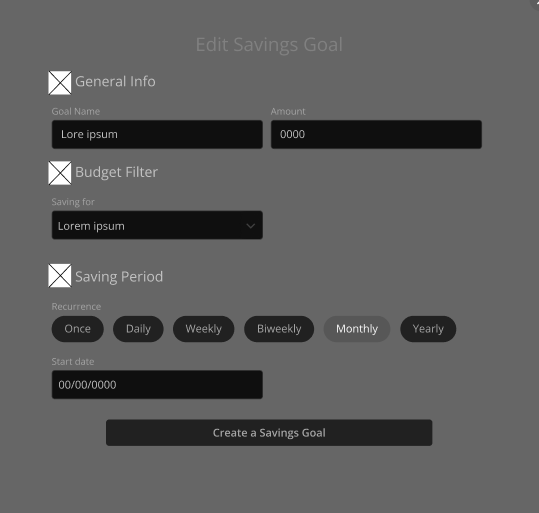 Edit Savings Goal
General Info
Goal Name Amount
Lore ipsum 0000
Budget Filter
Saving for
Lorem ipsum
Saving Period
Recurrence
Once Daily Weekly Biweekly Monthly Yearly
Start date
00/00/0000
Create a Savings Goal